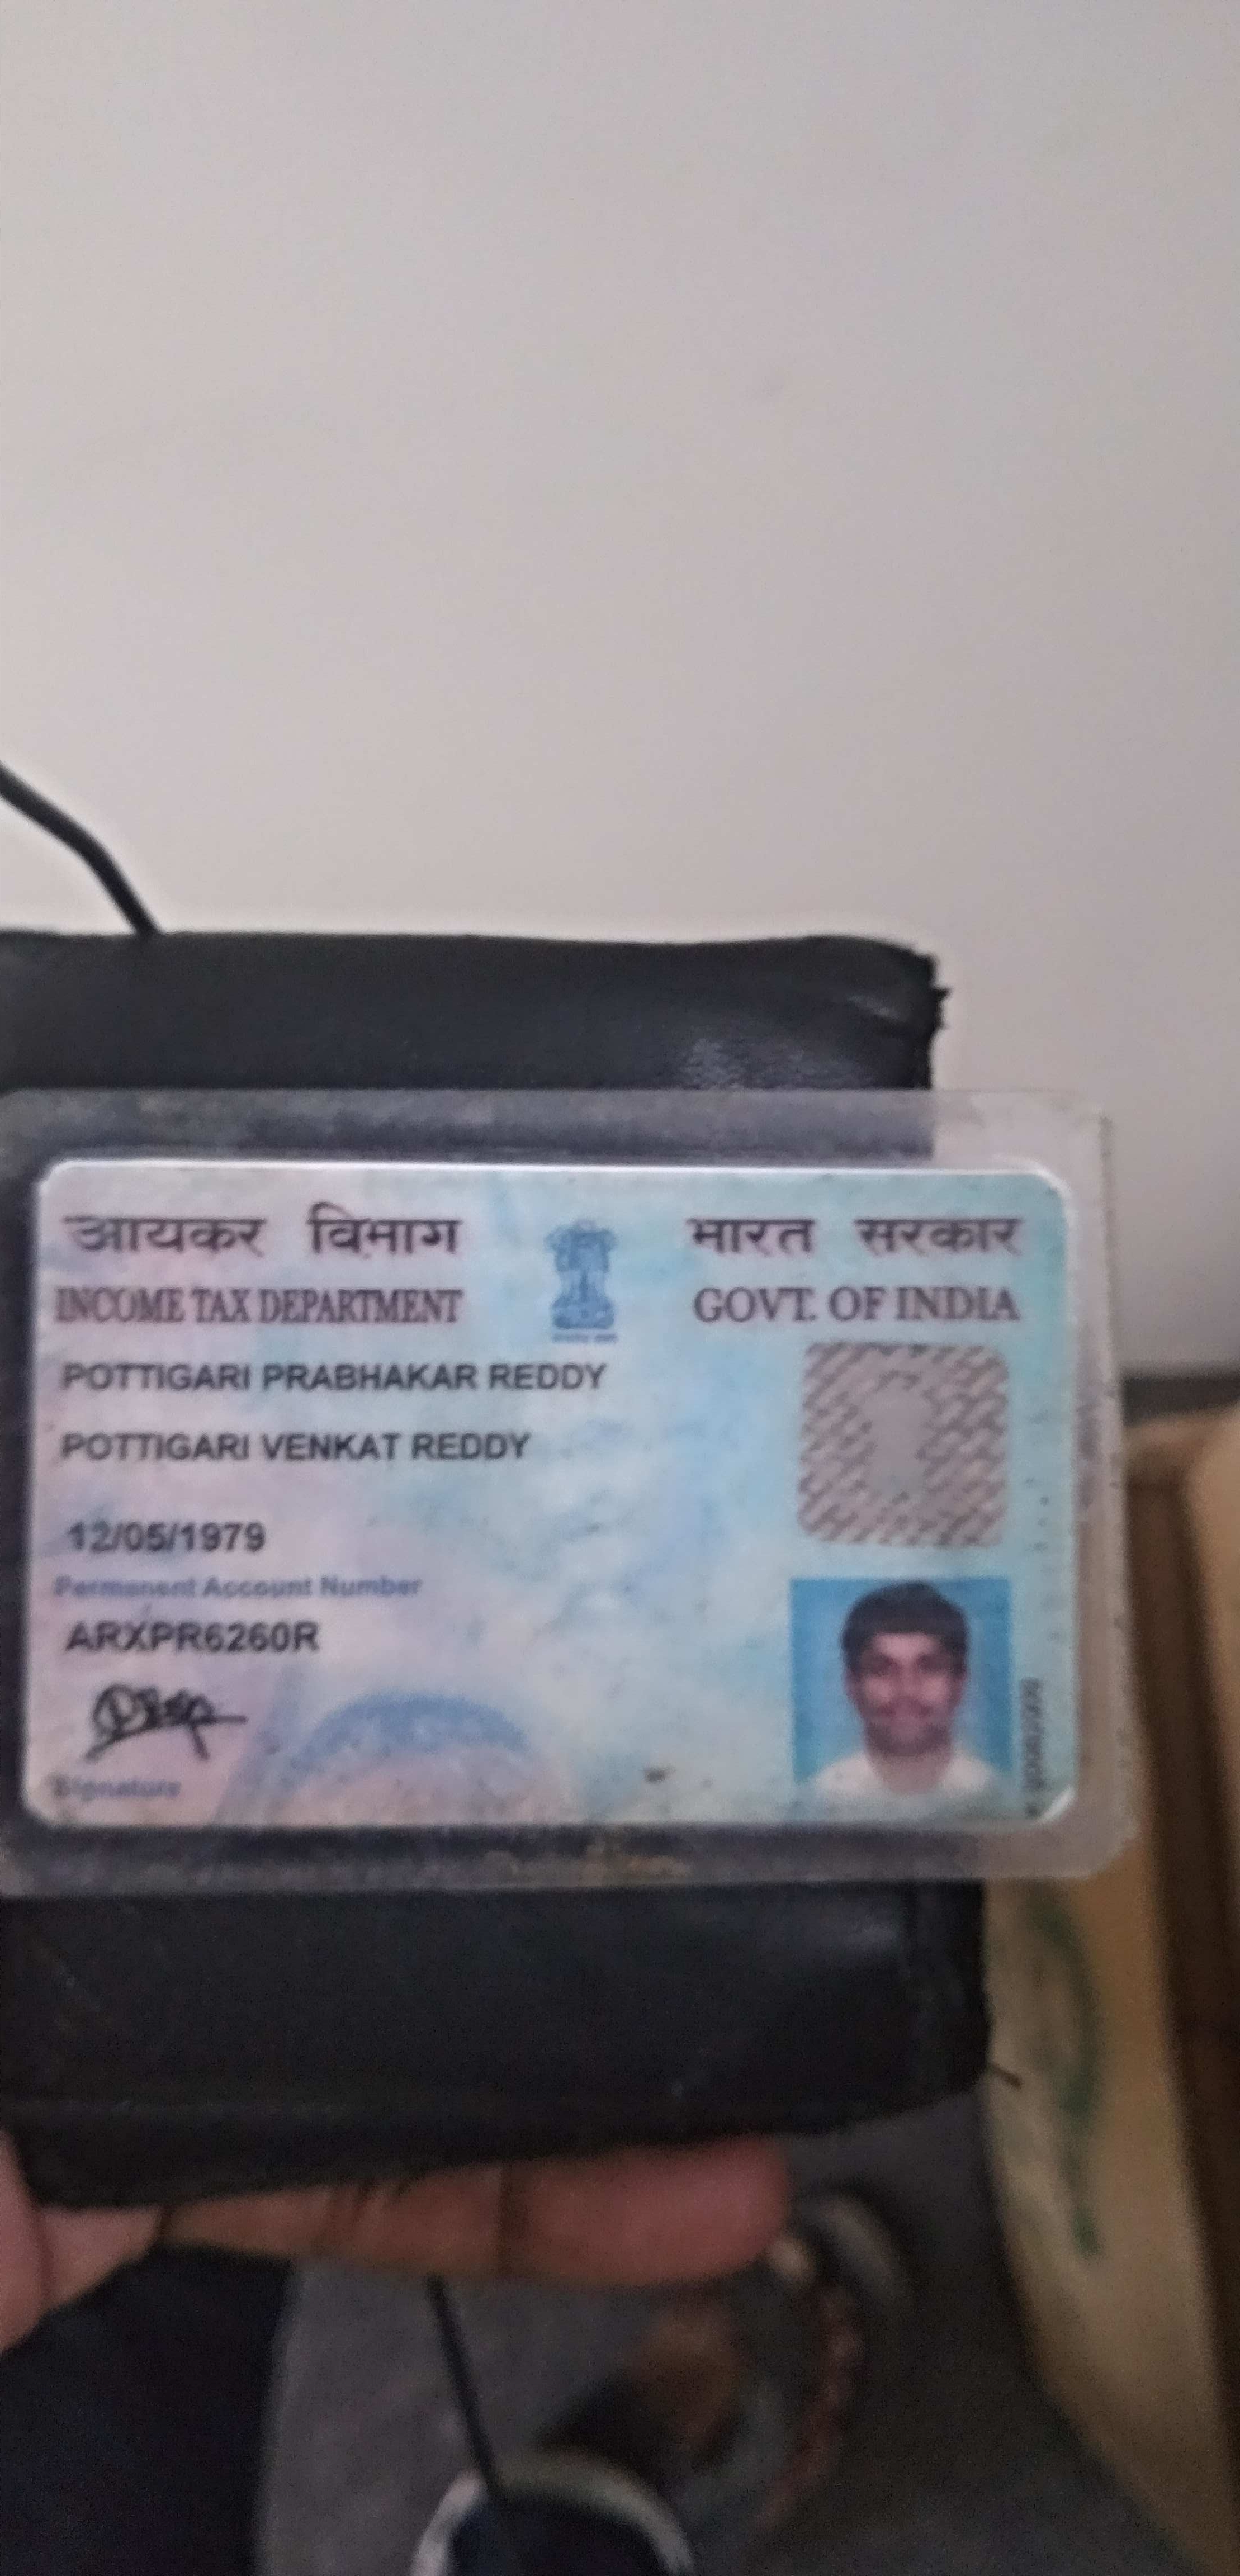 आयकर विभाग
INCOME TAX DEPARTMENT
भारत सरकार
GOVT. OF INDIA
POTTIGARI PRABHAKAR REDDY
POTTIGARI VENKAT REDDY
12/05/1979
Permanent Account Number
ARXPR6260R
Signature